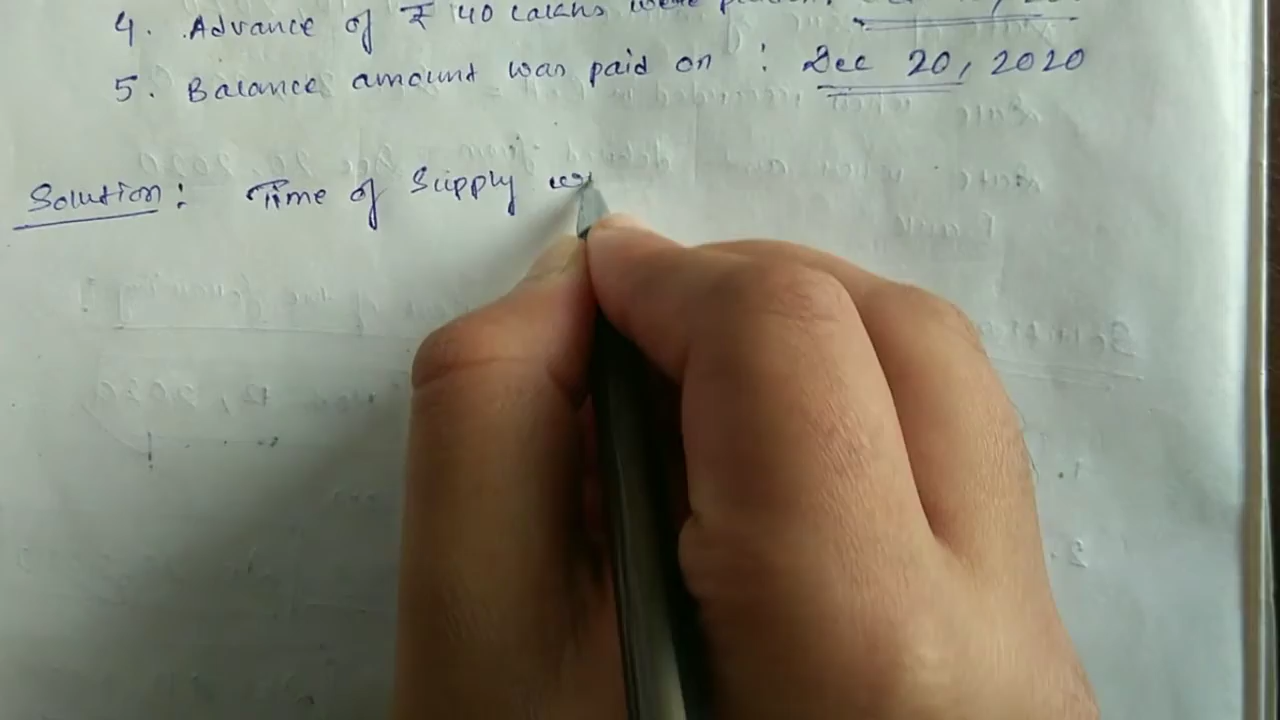 4. Advance of ₹ 40 Lakhs were
5. Balance amount was paid on : Dec 20, 2020
Solution : Time of Supply